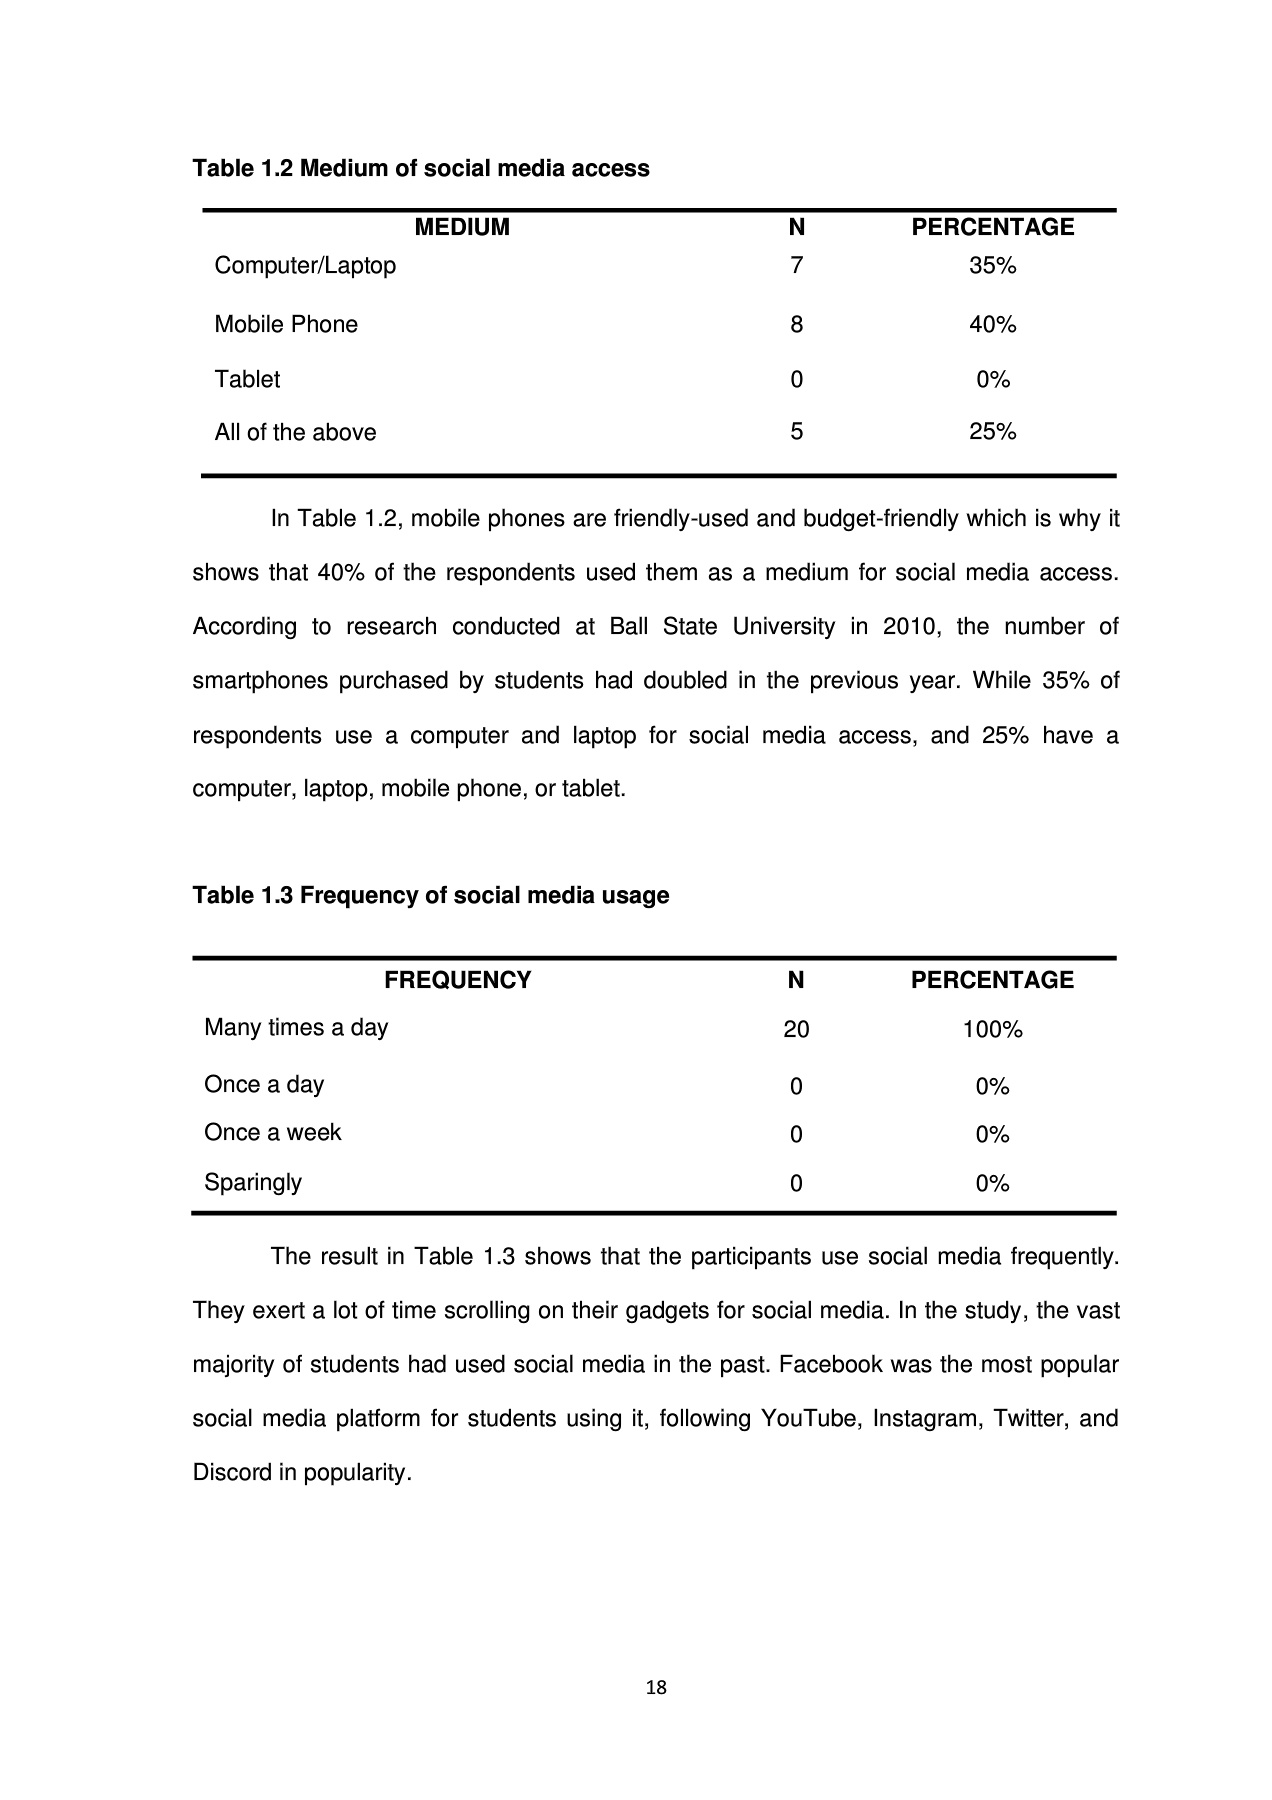 Table 1.2 Medium of social media access
MEDIUM N PERCENTAGE
Computer/Laptop 7 35%
Mobile Phone 8 40%
Tablet 0 0%
All of the above 5 25%
In Table 1.2, mobile phones are friendly-used and budget-friendly which is why it
shows that 40% of the respondents used them as a medium for social media access.
According to research conducted at Ball State University in 2010, the number of
smartphones purchased by students had doubled in the previous year. While 35% of
respondents use a computer and laptop for social media access, and 25% have a
computer, laptop, mobile phone, or tablet.
Table 1.3 Frequency of social media usage
FREQUENCY N PERCENTAGE
Many times a day 20 100%
Once a day 0 0%
Once a week 0 0%
Sparingly 0 0%
The result in Table 1.3 shows that the participants use social media frequently.
They exert a lot of time scrolling on their gadgets for social media. In the study, the vast
majority of students had used social media in the past. Facebook was the most popular
social media platform for students using it, following YouTube, Instagram, Twitter, and
Discord in popularity.
18